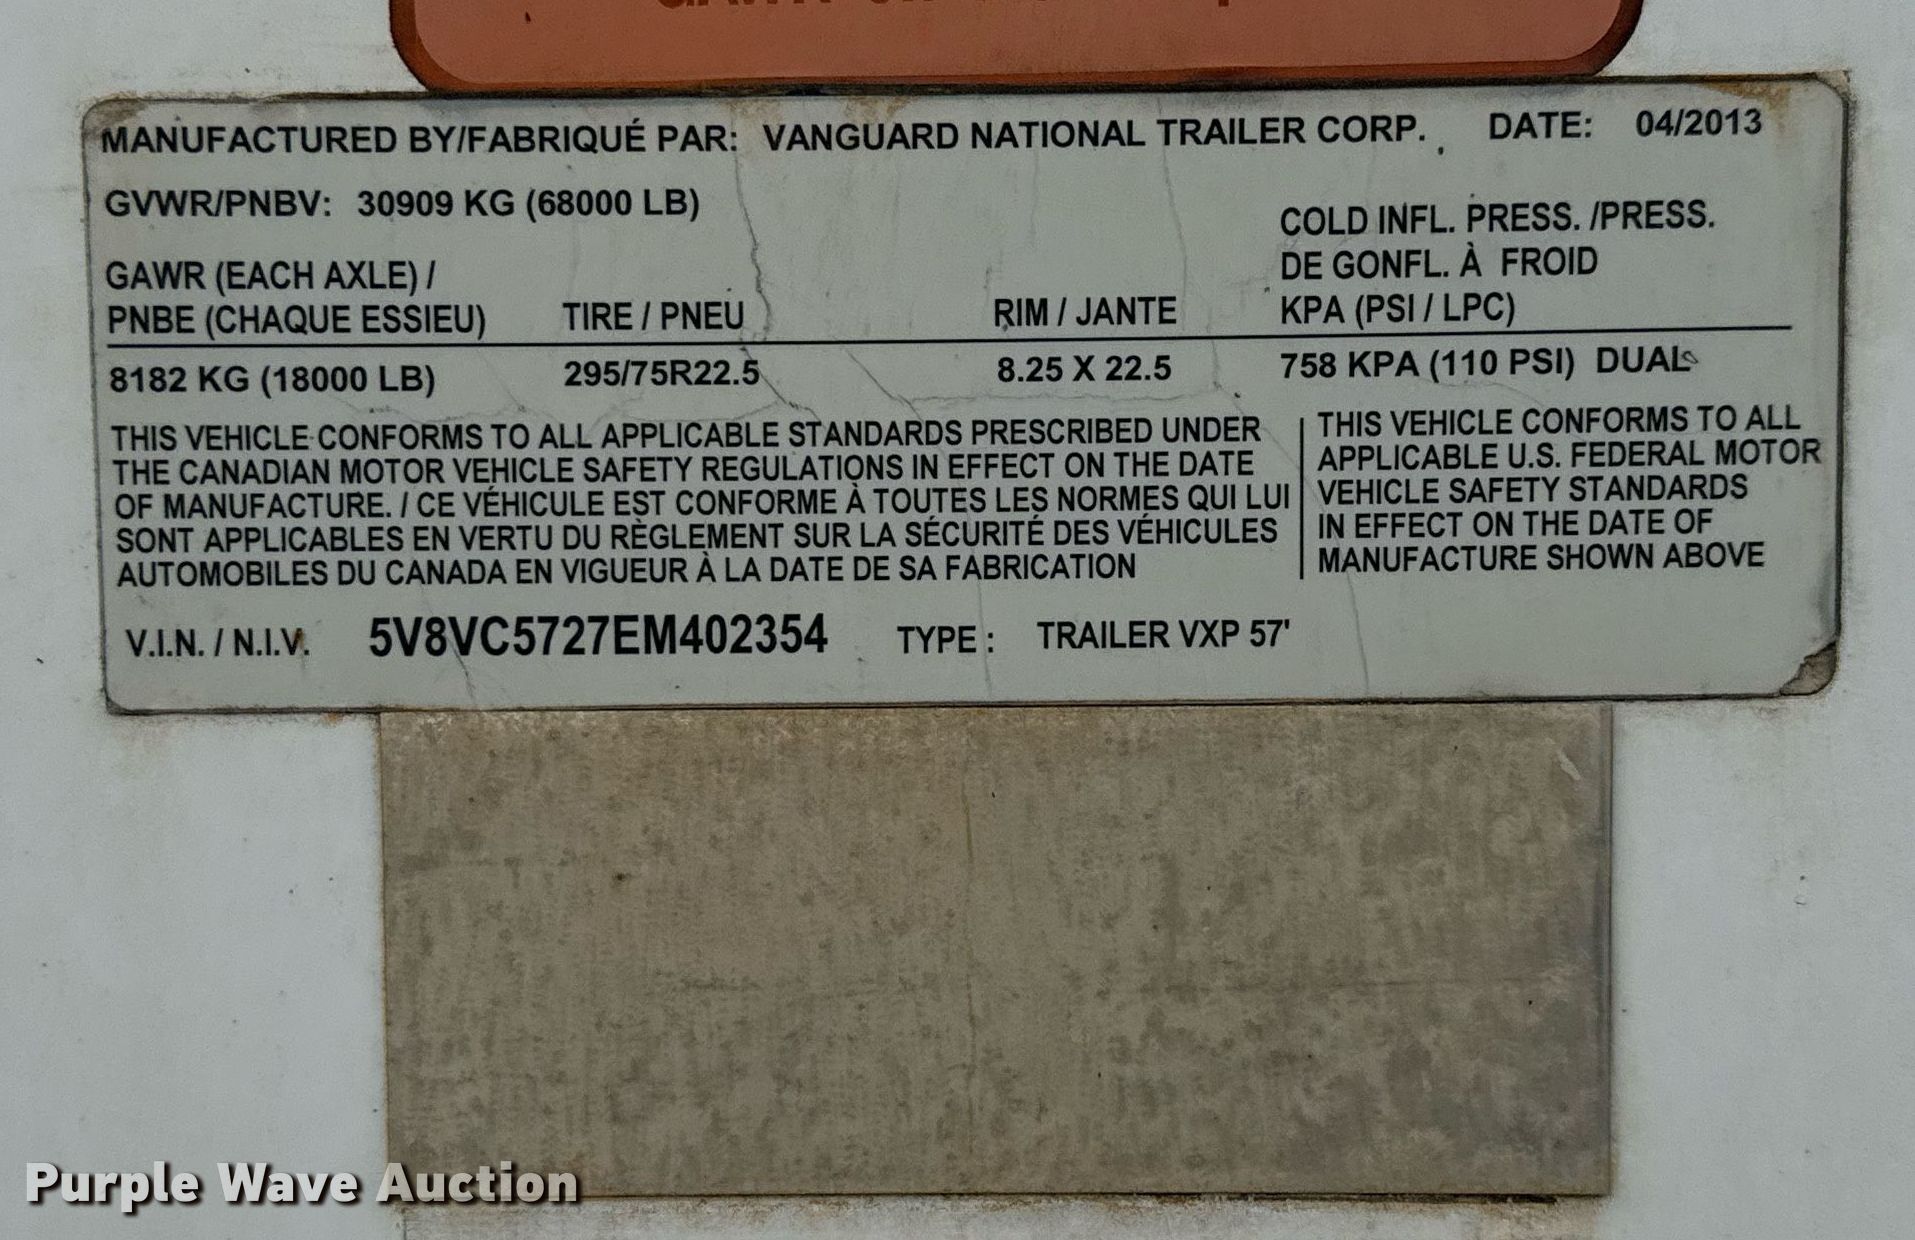 MANUFACTURED BY/FABRIQUÉ PAR: VANGUARD NATIONAL TRAILER CORP. DATE: 04/2013
GVWR/PNBV: 30909 KG (68000 LB)
COLD INFL. PRESS. /PRESS.
DE GONFL. À FROID
KPA (PSI / LPC)
GAWR (EACH AXLE) /
PNBE (CHAQUE ESSIEU) TIRE / PNEU RIM / JANTE
8182 KG (18000 LB) 295/75R22.5 8.25 X 22.5 758 KPA (110 PSI) DUAL
THIS VEHICLE CONFORMS TO ALL APPLICABLE STANDARDS PRESCRIBED UNDER
THE CANADIAN MOTOR VEHICLE SAFETY REGULATIONS IN EFFECT ON THE DATE
OF MANUFACTURE. / CE VÉHICULE EST CONFORME À TOUTES LES NORMES QUI LUI
SONT APPLICABLES EN VERTU DU RÈGLEMENT SUR LA SÉCURITÉ DES VÉHICULES
AUTOMOBILES DU CANADA EN VIGUEUR À LA DATE DE SA FABRICATION
THIS VEHICLE CONFORMS TO ALL
APPLICABLE U.S. FEDERAL MOTOR
VEHICLE SAFETY STANDARDS
IN EFFECT ON THE DATE OF
MANUFACTURE SHOWN ABOVE
V.I.N. / N.I.V. 5V8VC5727EM402354 TYPE : TRAILER VXP 57'
Purple Wave Auction